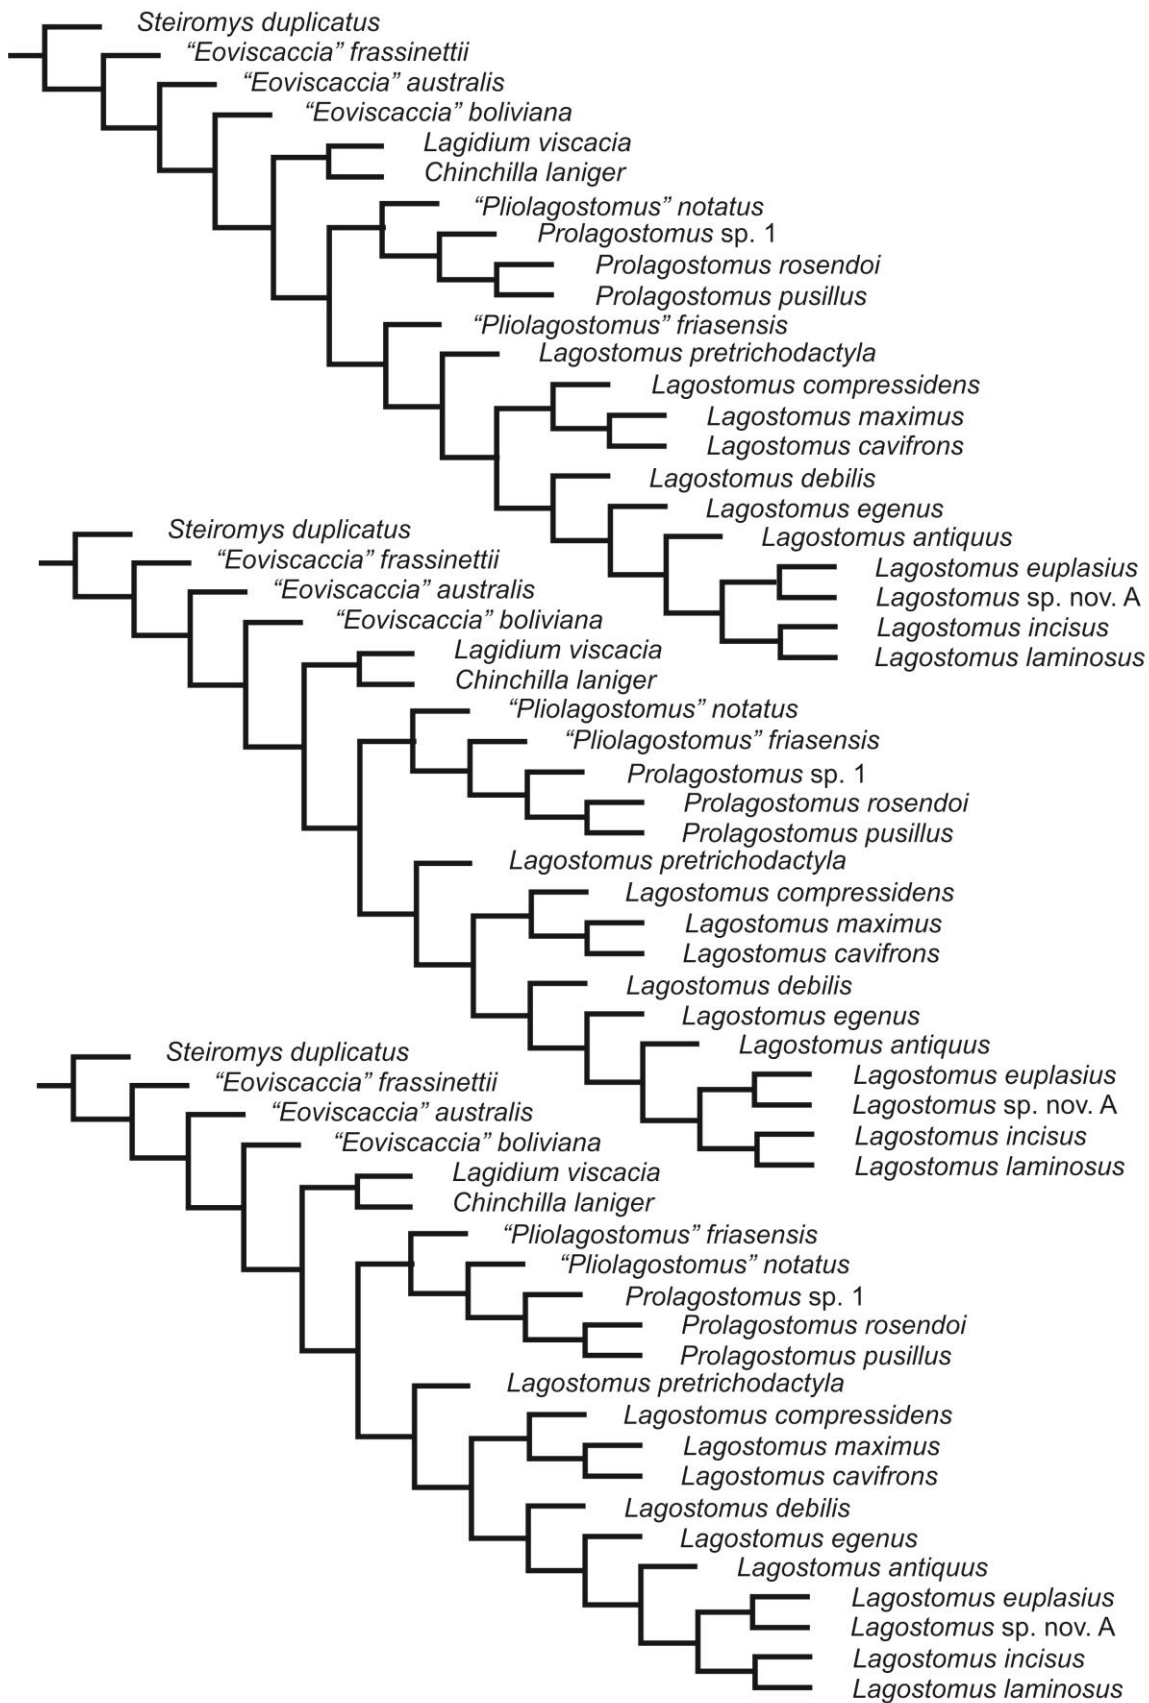 Steiromys duplicatus
“Eoviscaccia” frassinettii
“Eoviscaccia” australis
“Eoviscaccia” boliviana
Lagidium viscacia
Chinchilla laniger
“Pliolagostomus” notatus
Prolagostomus sp. 1
Prolagostomus rosendoi
Prolagostomus pusillus
“Pliolagostomus” friasensis
Lagostomus pretrichodactyla
Lagostomus compressidens
Lagostomus maximus
Lagostomus cavifrons
Lagostomus debilis
Lagostomus egenus
Lagostomus antiquus
Lagostomus euplasius
Lagostomus sp. nov. A
Lagostomus incisus
Lagostomus laminosus
Steiromys duplicatus
“Eoviscaccia” frassinettii
“Eoviscaccia” australis
“Eoviscaccia” boliviana
Lagidium viscacia
Chinchilla laniger
“Pliolagostomus” notatus
“Pliolagostomus” friasensis
Prolagostomus sp. 1
Prolagostomus rosendoi
Prolagostomus pusillus
Lagostomus pretrichodactyla
Lagostomus compressidens
Lagostomus maximus
Lagostomus cavifrons
Lagostomus debilis
Lagostomus egenus
Lagostomus antiquus
Lagostomus euplasius
Lagostomus sp. nov. A
Lagostomus incisus
Lagostomus laminosus
Steiromys duplicatus
“Eoviscaccia” frassinettii
“Eoviscaccia” australis
“Eoviscaccia” boliviana
Lagidium viscacia
Chinchilla laniger
“Pliolagostomus” friasensis
“Pliolagostomus” notatus
Prolagostomus sp. 1
Prolagostomus rosendoi
Prolagostomus pusillus
Lagostomus pretrichodactyla
Lagostomus compressidens
Lagostomus maximus
Lagostomus cavifrons
Lagostomus debilis
Lagostomus egenus
Lagostomus antiquus
Lagostomus euplasius
Lagostomus sp. nov. A
Lagostomus incisus
Lagostomus laminosus